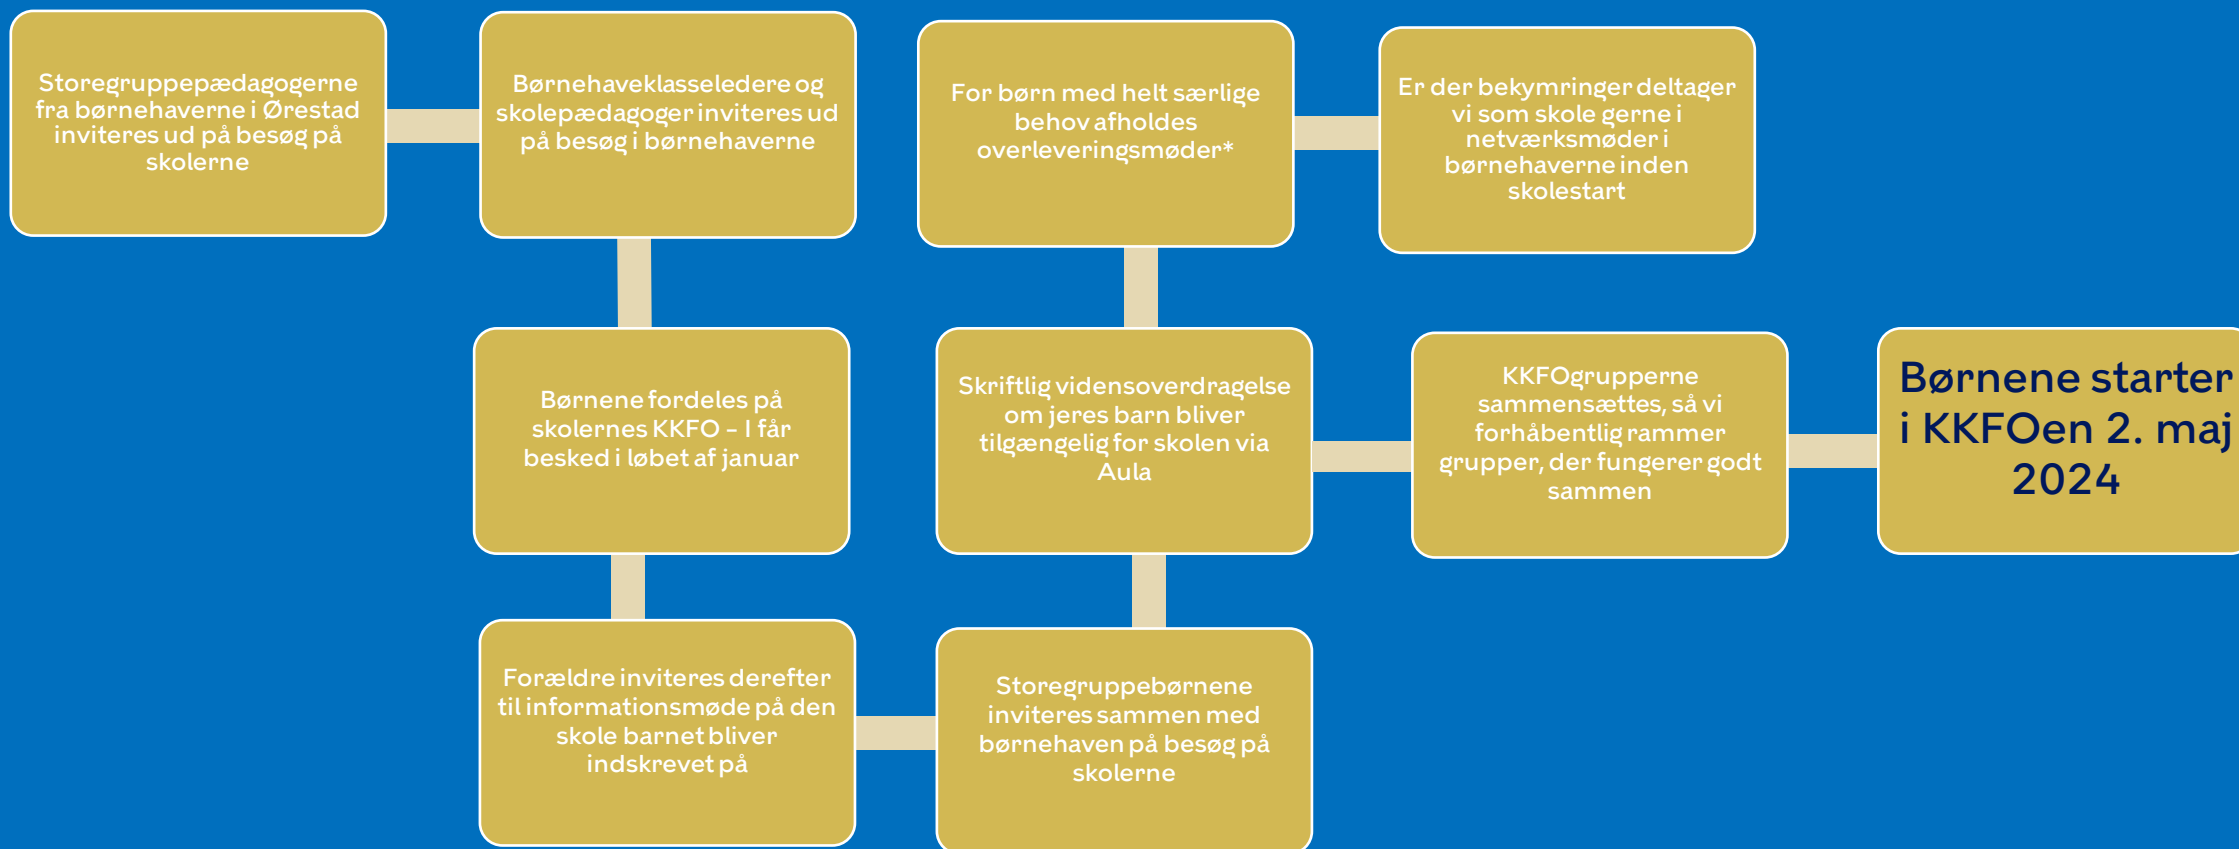 Storegruppepædagogerne
fra børnehaverne i Ørestad
inviteres ud på besøg på
skolerne
Børnehaveklasseledere og
skolepædagoger inviteres ud
på besøg i børnehaverne
For børn med helt særlige
behov afholdes
overleveringsmøder*
Er der bekymringer deltager
vi som skole gerne i
netværksmøder i
børnehaverne inden
skolestart
Børnene fordeles på
skolernes KKFO – I får
besked i løbet af januar
Skriftlig vidensoverdragelse
om jeres barn bliver
tilgængelig for skolen via
Aula
KKFOgrupperne
sammensættes, så vi
forhåbentlig rammer
grupper, der fungerer godt
sammen
Børnene starter
i KKFOen 2. maj
2024
Forældre inviteres derefter
til informationsmøde på den
skole barnet bliver
indskrevet på
Storegruppebørnene
inviteres sammen med
børnehaven på besøg på
skolerne